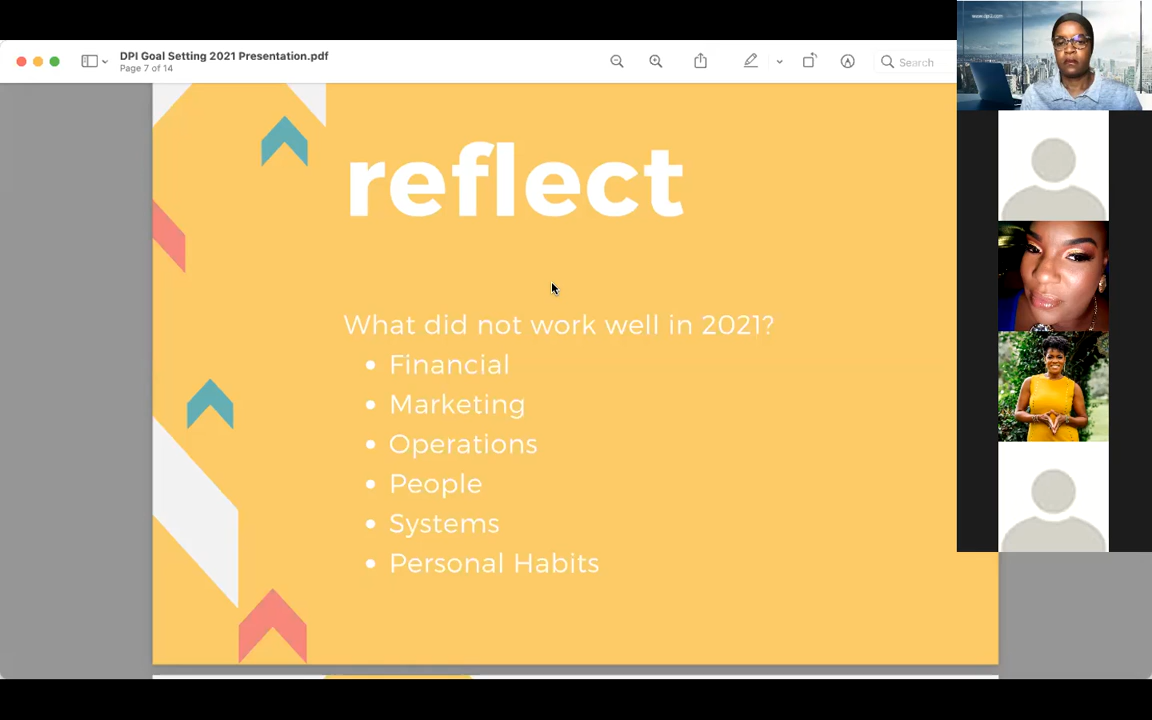 DPI Goal Setting 2021 Presentation.pdf
Page 7 of 14
Search
reflect
What did not work well in 2021?
• Financial
• Marketing
• Operations
• People
• Systems
• Personal Habits